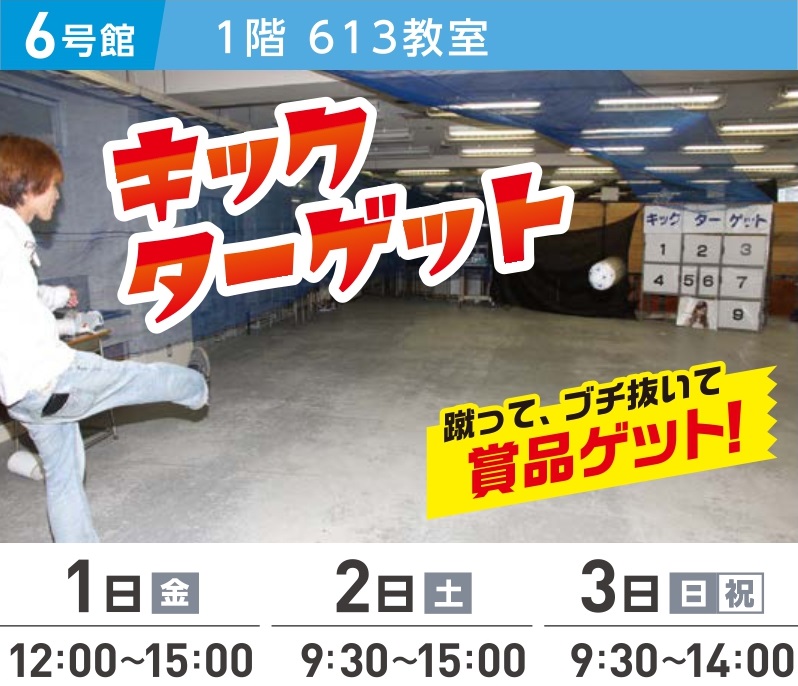 6号館 1階 613教室
キック
ターゲット
キック ターゲット
1 2 3
4 5 6 7
9
蹴って、ブチ抜いて
賞品ゲット!
1日 金 2日 土 3日 日 祝
12:00~15:00 9:30~15:00 9:30~14:00